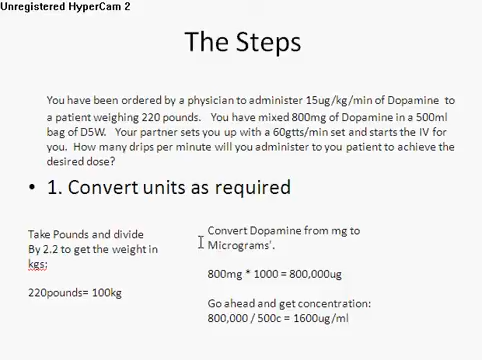 Unregistered HyperCam 2
The Steps
You have been ordered by a physician to administer 15ug/kg/min of Dopamine to
a patient weighing 220 pounds. You have mixed 800mg of Dopamine in a 500ml
bag of D5W. Your partner sets you up with a 60gtts/min set and starts the IV for
you. How many drips per minute will you administer to you patient to achieve the
desired dose?
• 1. Convert units as required
Take Pounds and divide
By 2.2 to get the weight in
kgs:
220pounds= 100kg
Convert Dopamine from mg to
Micrograms'.
800mg * 1000 = 800,000ug
Go ahead and get concentration:
800,000 / 500c = 1600ug/ml